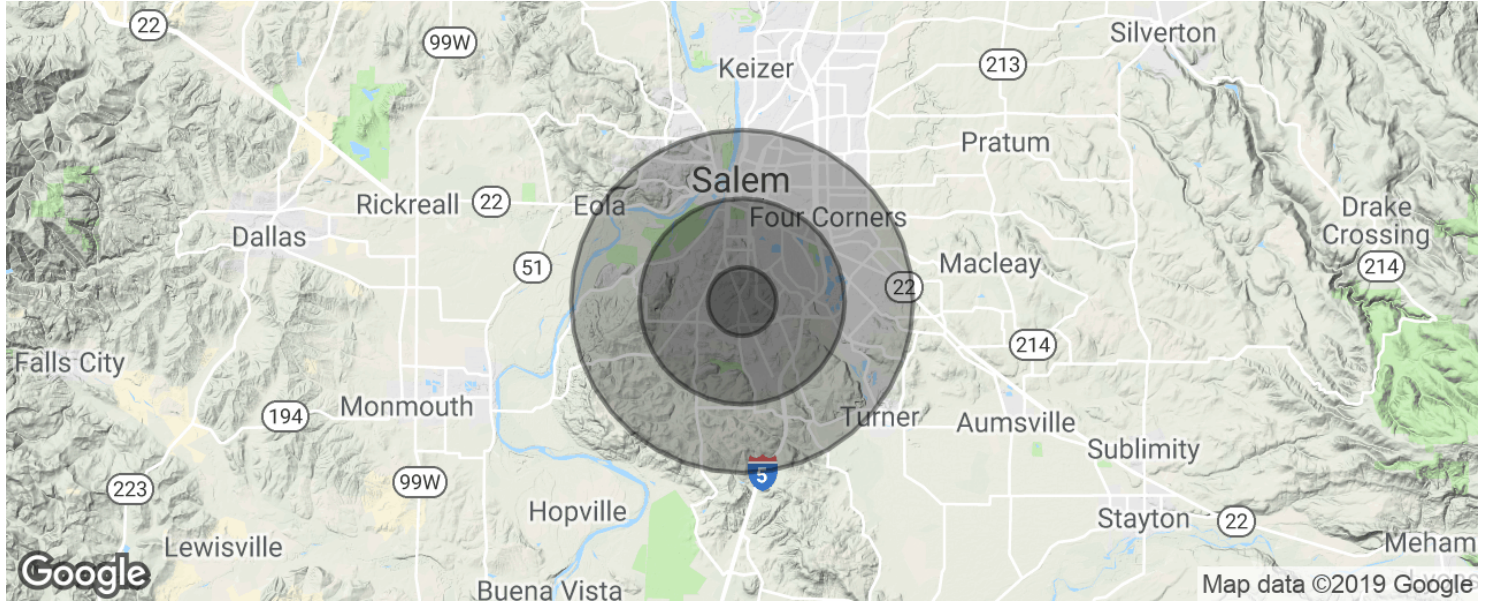 22
99W
Silverton
Keizer
213
Pratum
Salem
Rickreall
22
Eola
Four Corners
Drake
Crossing
Dallas
51
Macleay
214
22
214
Falls City
Monmouth
194
Turner
Aumsville
Sublimity
5
223
99W
Hopville
Stayton
22
Lewisville
Meham
Google
Buena Vista
Map data ©2019 Google